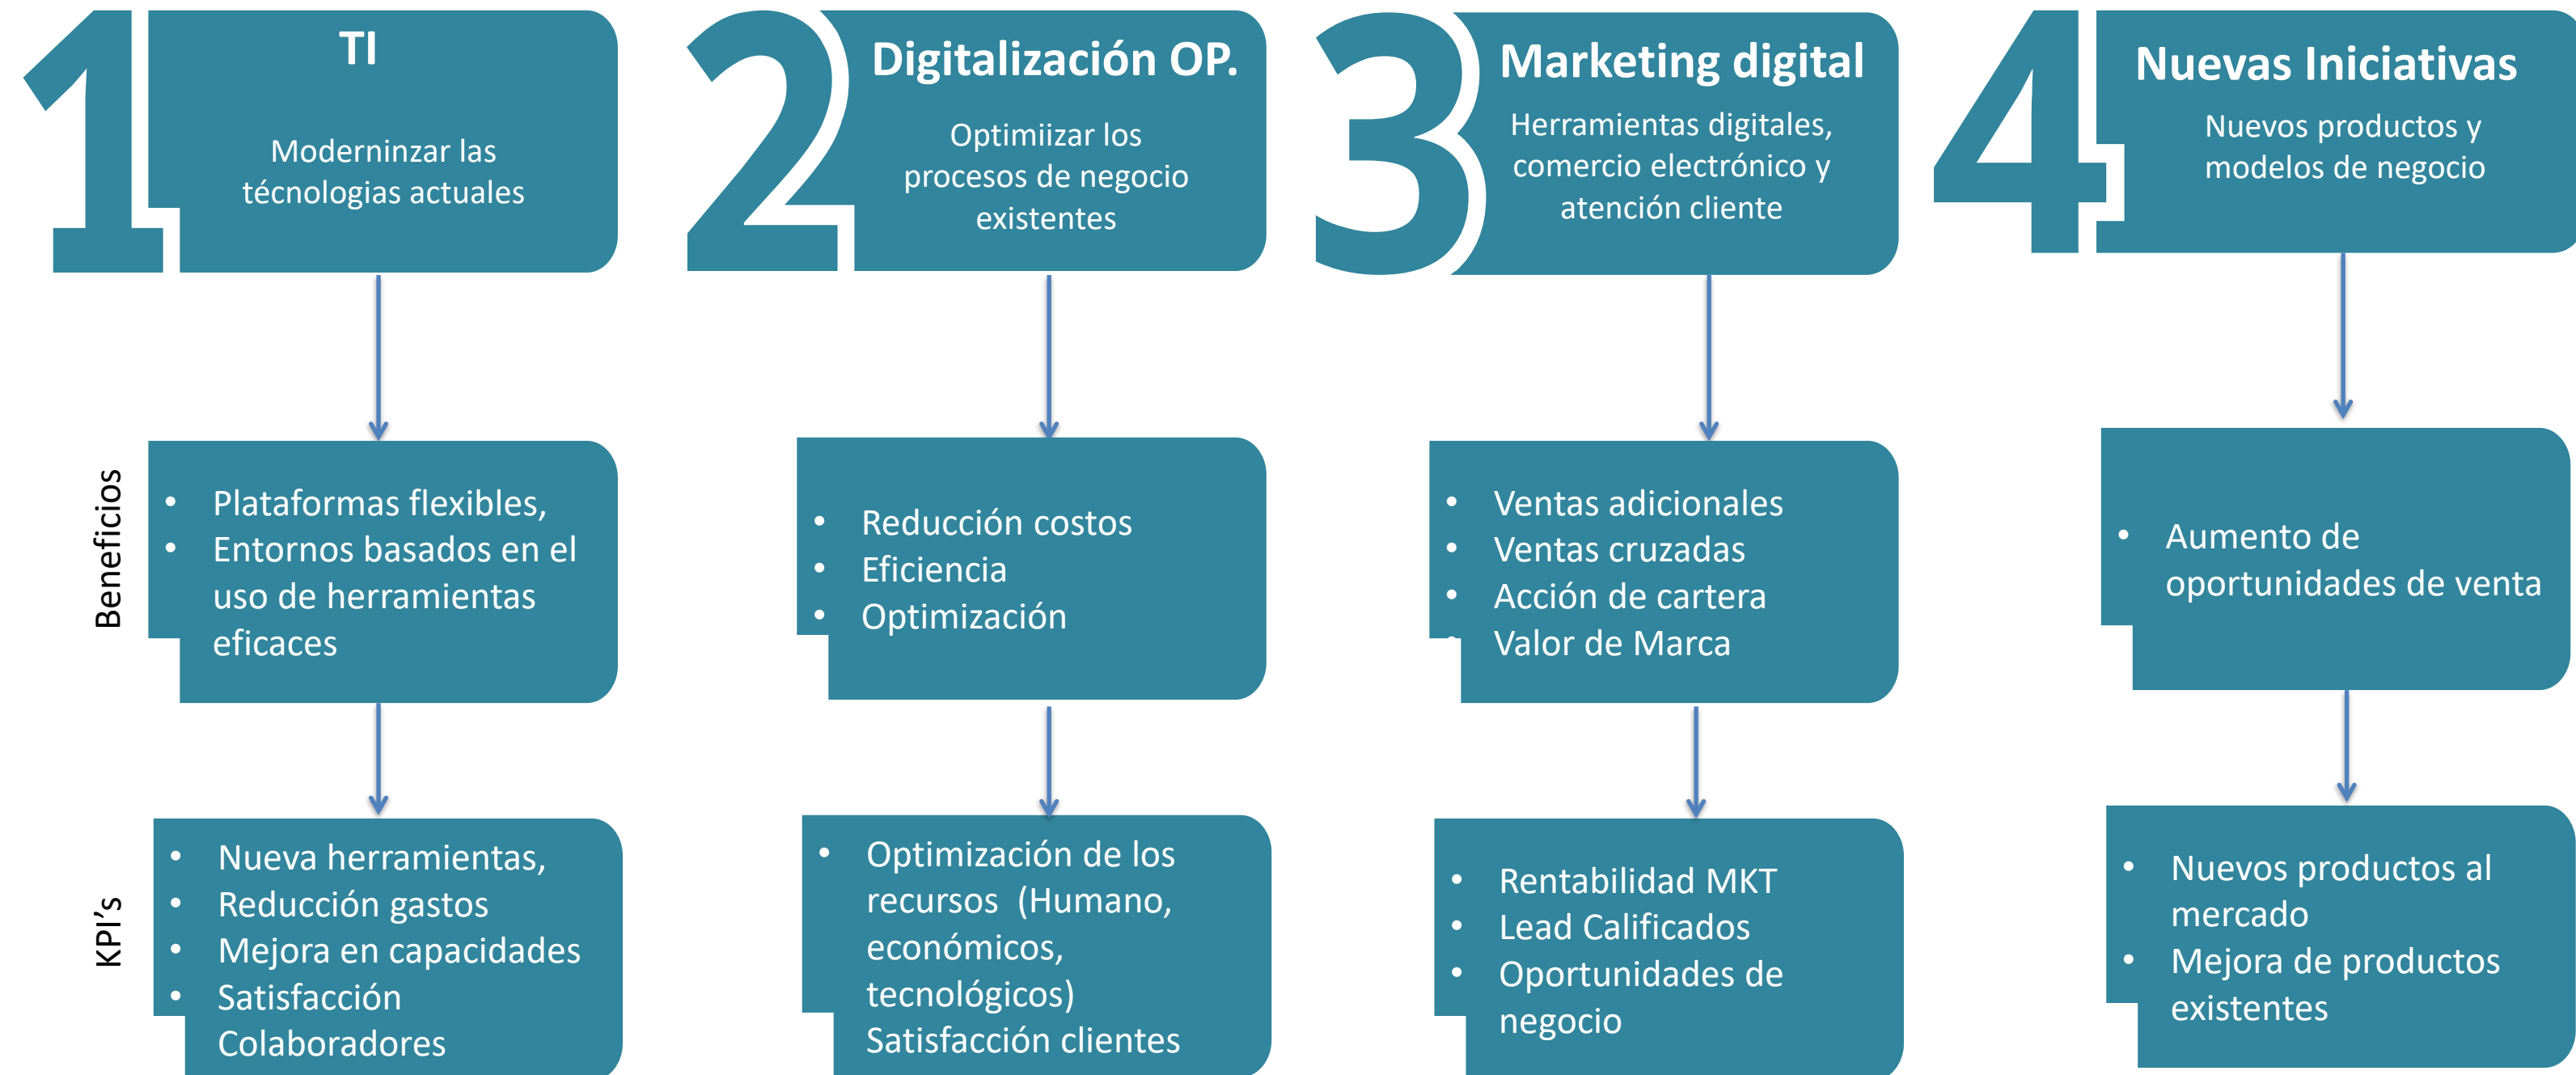 1
TI
Moderninzar las
técnologias actuales
2
Digitalización OP.
Optimiizar los
procesos de negocio
existentes
3
Marketing digital
Herramientas digitales,
comercio electrónico y
atención cliente
4
Nuevas Iniciativas
Nuevos productos y
modelos de negocio
Beneficios
• Plataformas flexibles,
• Entornos basados en el
uso de herramientas
eficaces
• Reducción costos
• Eficiencia
• Optimización
• Ventas adicionales
• Ventas cruzadas
• Acción de cartera
• Valor de Marca
• Aumento de
oportunidades de venta
KPI’s
• Nueva herramientas,
• Reducción gastos
• Mejora en capacidades
• Satisfacción
Colaboradores
• Optimización de los
recursos (Humano,
económicos,
tecnológicos)
Satisfacción clientes
• Rentabilidad MKT
• Lead Calificados
• Oportunidades de
negocio
• Nuevos productos al
mercado
• Mejora de productos
existentes